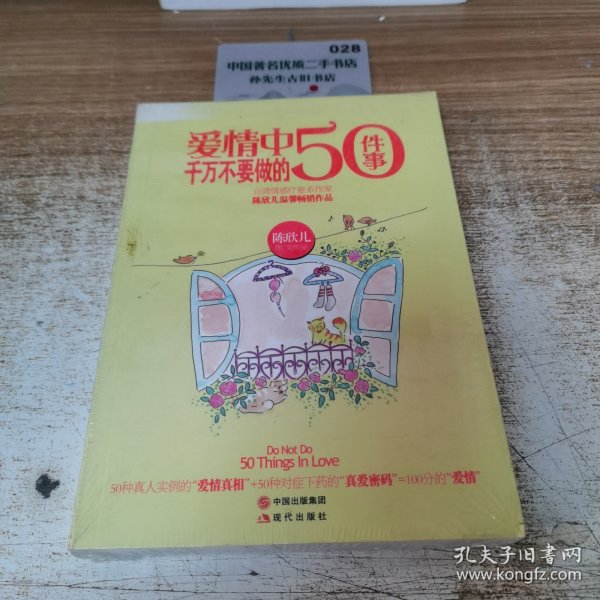 028
中国著名优质二手书店
孙先生古旧书店
爱情中
千万不要做的
50
件事
台湾情感疗愈系作家
陈欣儿温馨畅销作品
陈欣儿
Do Not Do
50 Things In Love
50种真人实例的“爱情真相”+50种对症下药的“真爱密码”=100分的“爱情”
中国出版集团
现代出版社
孔夫子旧书网
www.kongfz.com